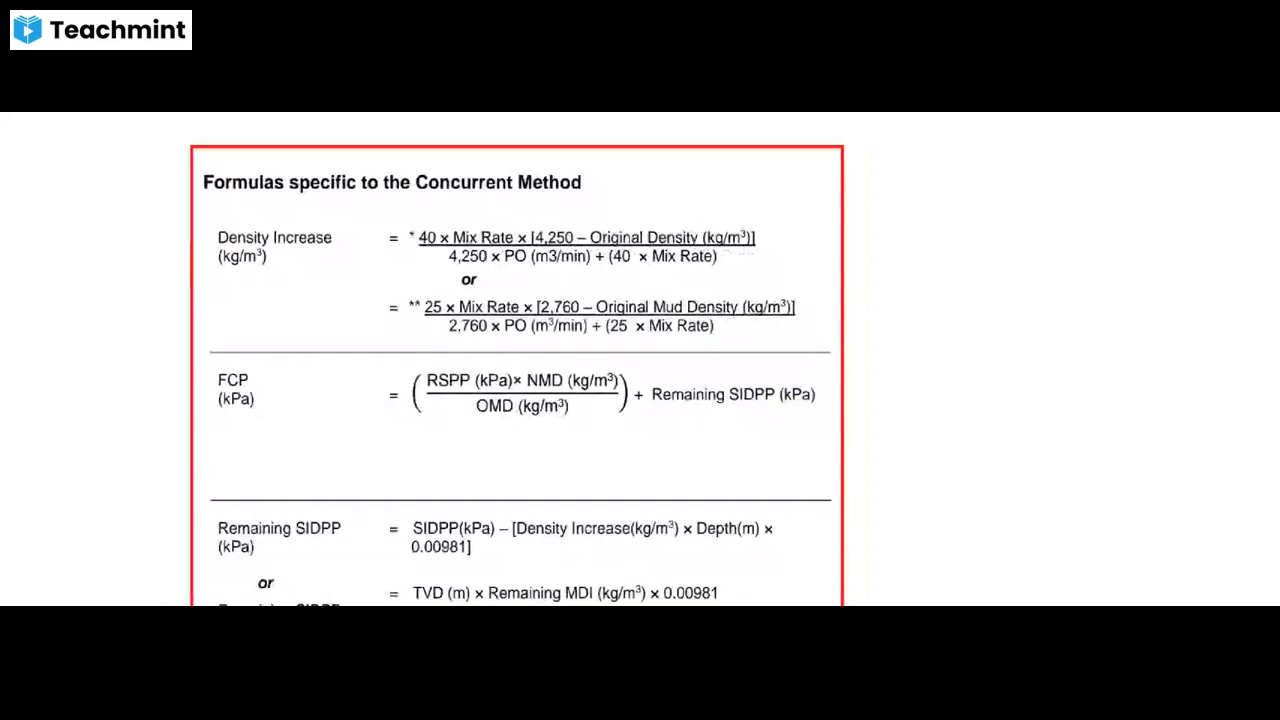 Teachmint
Formulas specific to the Concurrent Method
Density Increase = * 40 × Mix Rate × [4,250 – Original Density (kg/m³)]
(kg/m³) 4,250 × PO (m3/min) + (40 × Mix Rate)
or
= ** 25 × Mix Rate × [2,760 – Original Mud Density (kg/m³)]
2,760 × PO (m³/min) + (25 × Mix Rate)
FCP
(kPa)
= ( RSPP (kPa)× NMD (kg/m³) ) + Remaining SIDPP (kPa)
OMD (kg/m³)
Remaining SIDPP = SIDPP(kPa) – [Density Increase(kg/m³) × Depth(m) ×
(kPa) 0.00981]
or
= TVD (m) × Remaining MDI (kg/m³) × 0.00981